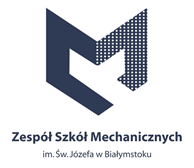 Zespół Szkół Mechanicznych
im. Św. Józefa w Białymstoku